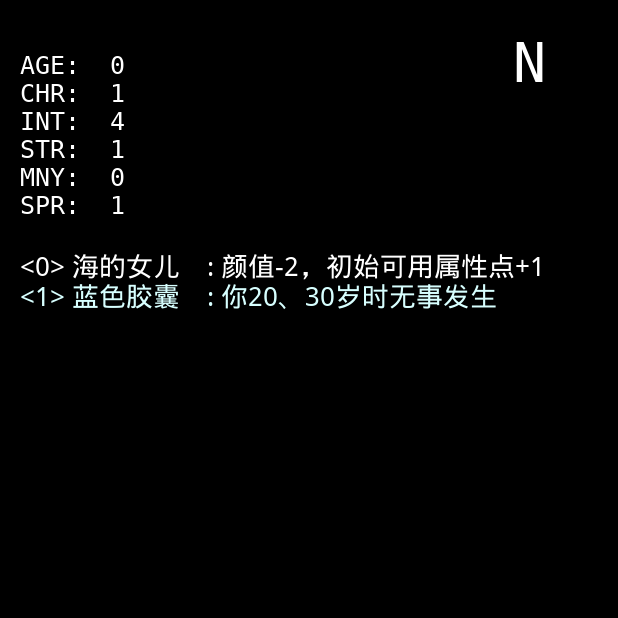 N
AGE: 0
CHR: 1
INT: 4
STR: 1
MNY: 0
SPR: 1
<0> 海的女儿 : 颜值-2，初始可用属性点+1
<1> 蓝色胶囊 : 你20、30岁时无事发生